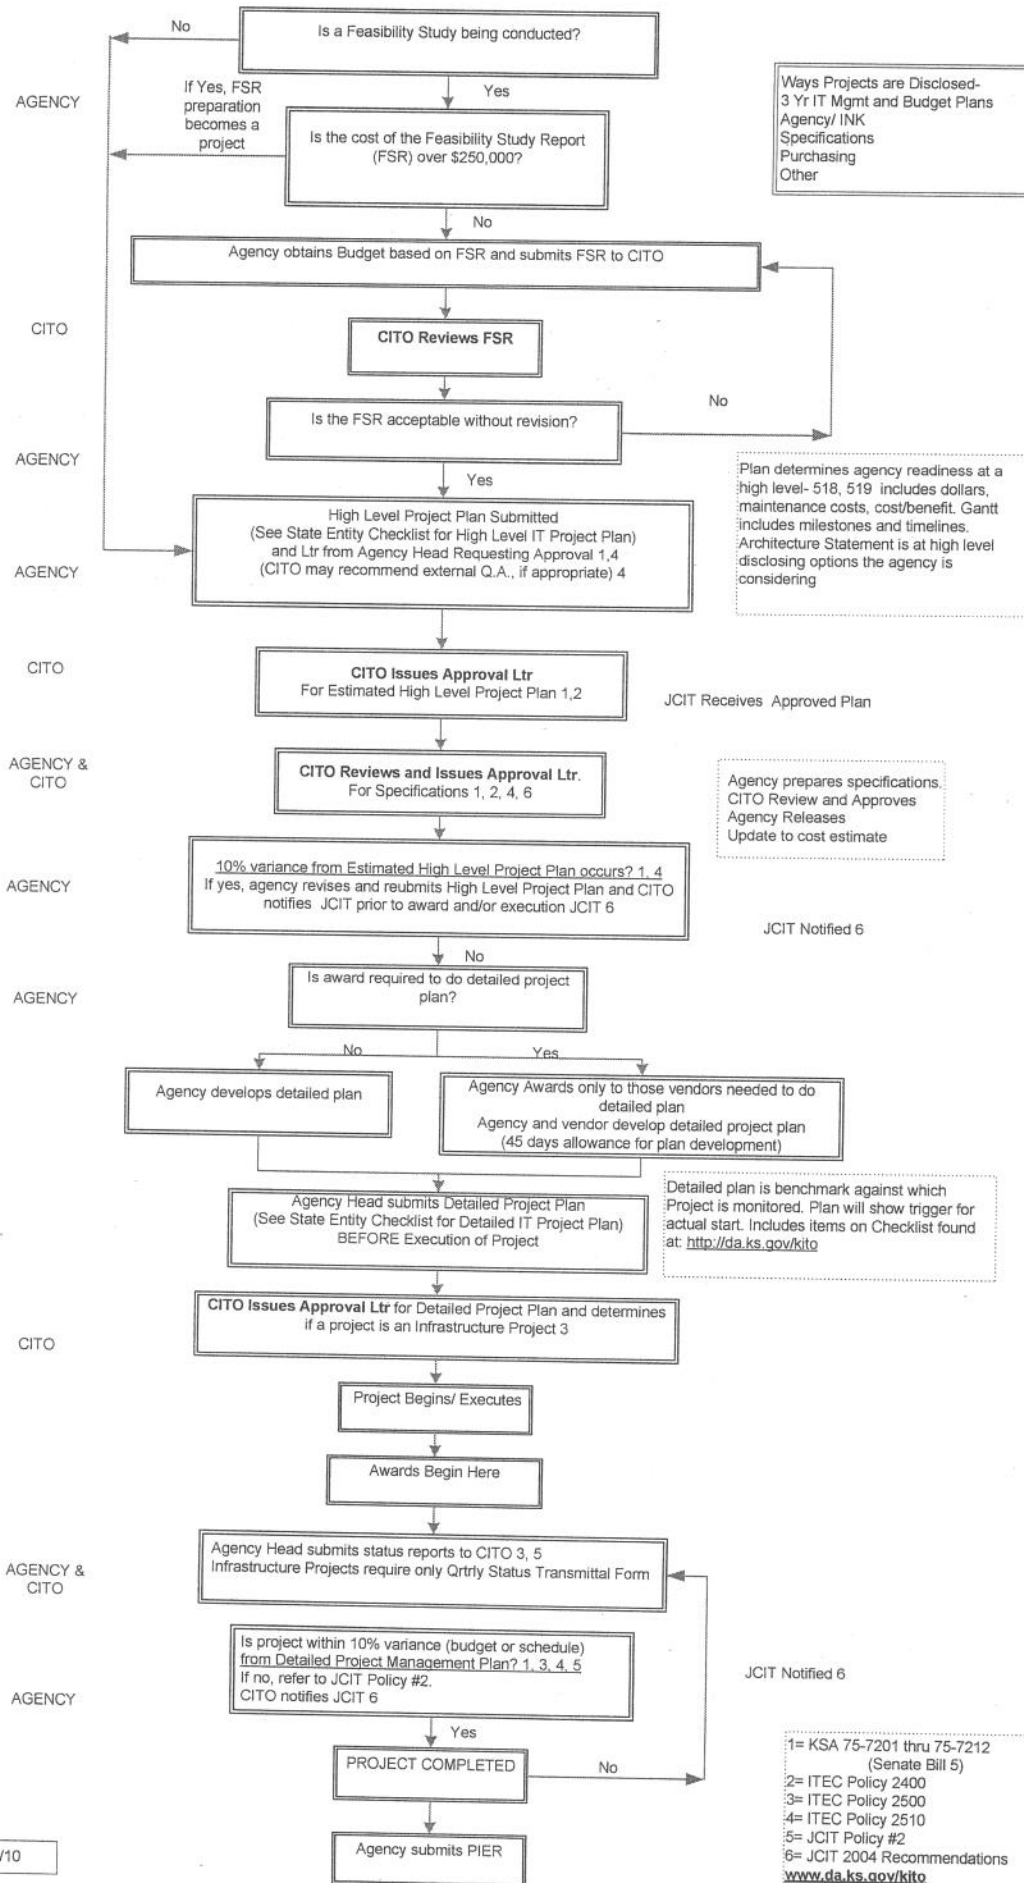 No
Is a Feasibility Study being conducted?
AGENCY
If Yes, FSR
preparation
becomes a
project
Yes
Ways Projects are Disclosed-
3 Yr IT Mgmt and Budget Plans
Agency/ INK
Specifications
Purchasing
Other
Is the cost of the Feasibility Study Report
(FSR) over $250,000?
No
Agency obtains Budget based on FSR and submits FSR to CITO
CITO
CITO Reviews FSR
No
Is the FSR acceptable without revision?
AGENCY
Yes
Plan determines agency readiness at a
high level- 518, 519 includes dollars,
maintenance costs, cost/benefit. Gantt
includes milestones and timelines.
Architecture Statement is at high level
disclosing options the agency is
considering
AGENCY
High Level Project Plan Submitted
(See State Entity Checklist for High Level IT Project Plan)
and Ltr from Agency Head Requesting Approval 1,4
(CITO may recommend external Q.A., if appropriate) 4
CITO
CITO Issues Approval Ltr
For Estimated High Level Project Plan 1,2
JCIT Receives Approved Plan
AGENCY &
CITO
CITO Reviews and Issues Approval Ltr.
For Specifications 1, 2, 4, 6
Agency prepares specifications.
CITO Review and Approves
Agency Releases
Update to cost estimate
AGENCY
10% variance from Estimated High Level Project Plan occurs? 1, 4
If yes, agency revises and reubmits High Level Project Plan and CITO
notifies JCIT prior to award and/or execution JCIT 6
JCIT Notified 6
No
AGENCY
Is award required to do detailed project
plan?
No
Yes
Agency develops detailed plan
Agency Awards only to those vendors needed to do
detailed plan
Agency and vendor develop detailed project plan
(45 days allowance for plan development)
Agency Head submits Detailed Project Plan
(See State Entity Checklist for Detailed IT Project Plan)
BEFORE Execution of Project
Detailed plan is benchmark against which
Project is monitored. Plan will show trigger for
actual start. Includes items on Checklist found
at: http://da.ks.gov/kito
CITO
CITO Issues Approval Ltr for Detailed Project Plan and determines
if a project is an Infrastructure Project 3
Project Begins/ Executes
Awards Begin Here
AGENCY &
CITO
Agency Head submits status reports to CITO 3, 5
Infrastructure Projects require only Qrtrly Status Transmittal Form
AGENCY
Is project within 10% variance (budget or schedule)
from Detailed Project Management Plan? 1, 3, 4, 5
If no, refer to JCIT Policy #2.
CITO notifies JCIT 6
JCIT Notified 6
Yes
PROJECT COMPLETED
No
1= KSA 75-7201 thru 75-7212
(Senate Bill 5)
2= ITEC Policy 2400
3= ITEC Policy 2500
4= ITEC Policy 2510
5= JCIT Policy #2
6= JCIT 2004 Recommendations
www.da.ks.gov/kito
/10
Agency submits PIER